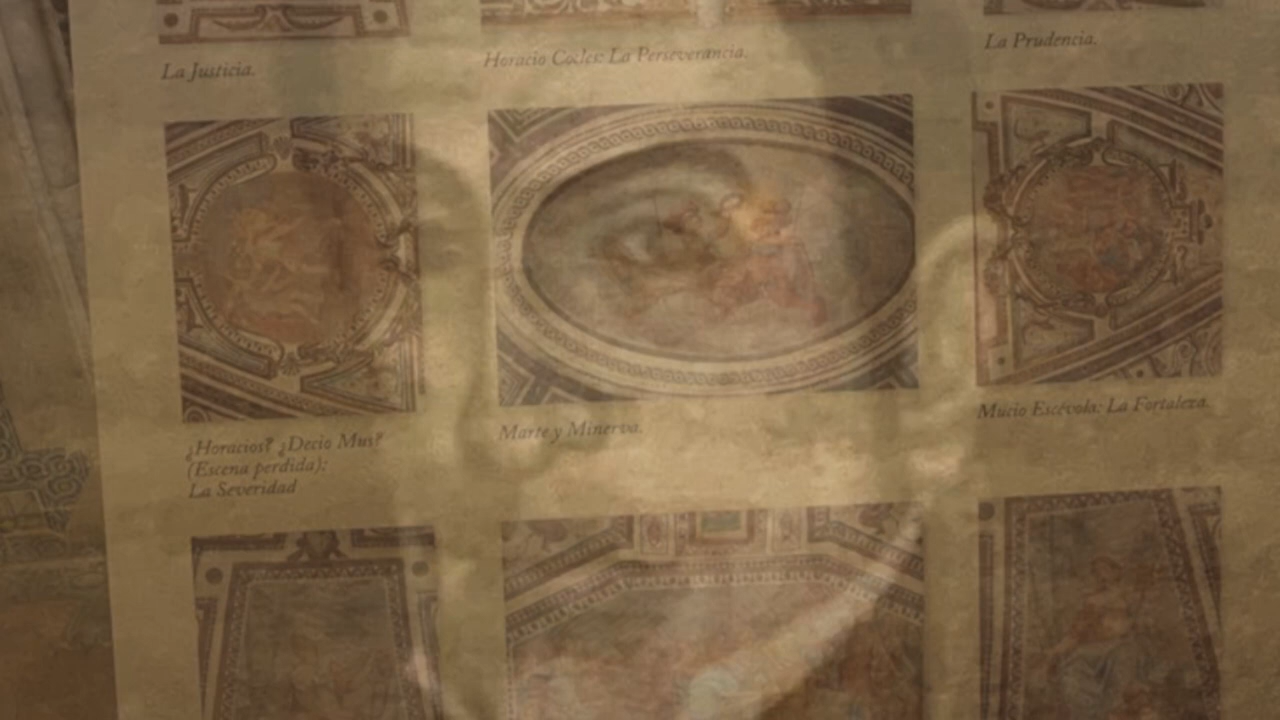 La Justicia.
Horacio Cocles: La Perseverancia.
La Prudencia.
¿Horacios? ¿Decio Mus?
(Escena perdida):
La Severidad
Marte y Minerva.
Mucio Escévola: La Fortaleza.